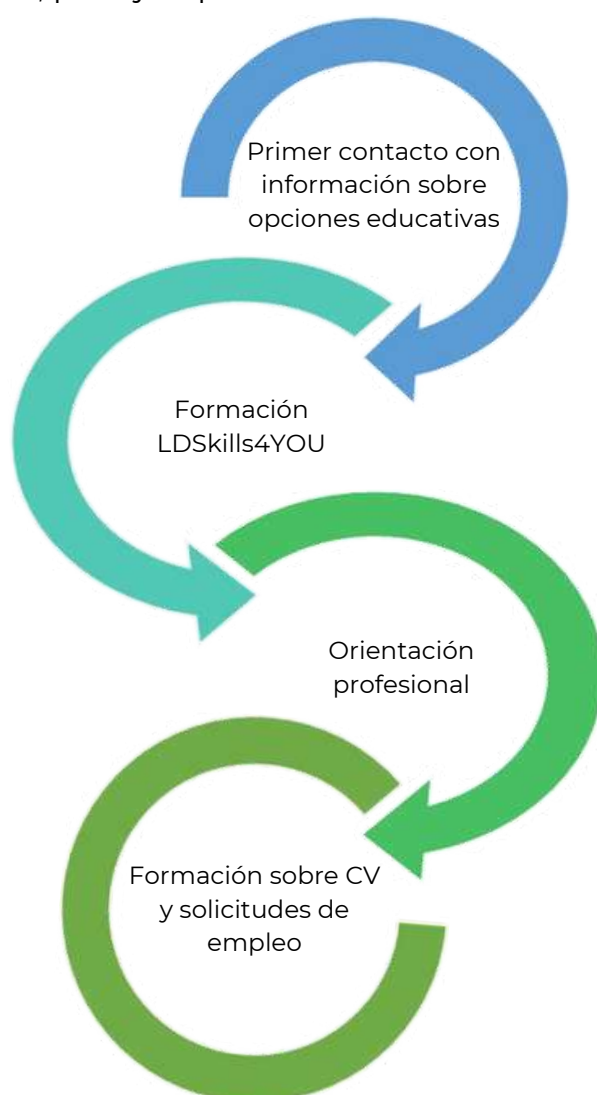 Primer contacto con
información sobre
opciones educativas
Formación
LDSkills4YOU
Orientación
profesional
Formación sobre CV
y solicitudes de
empleo